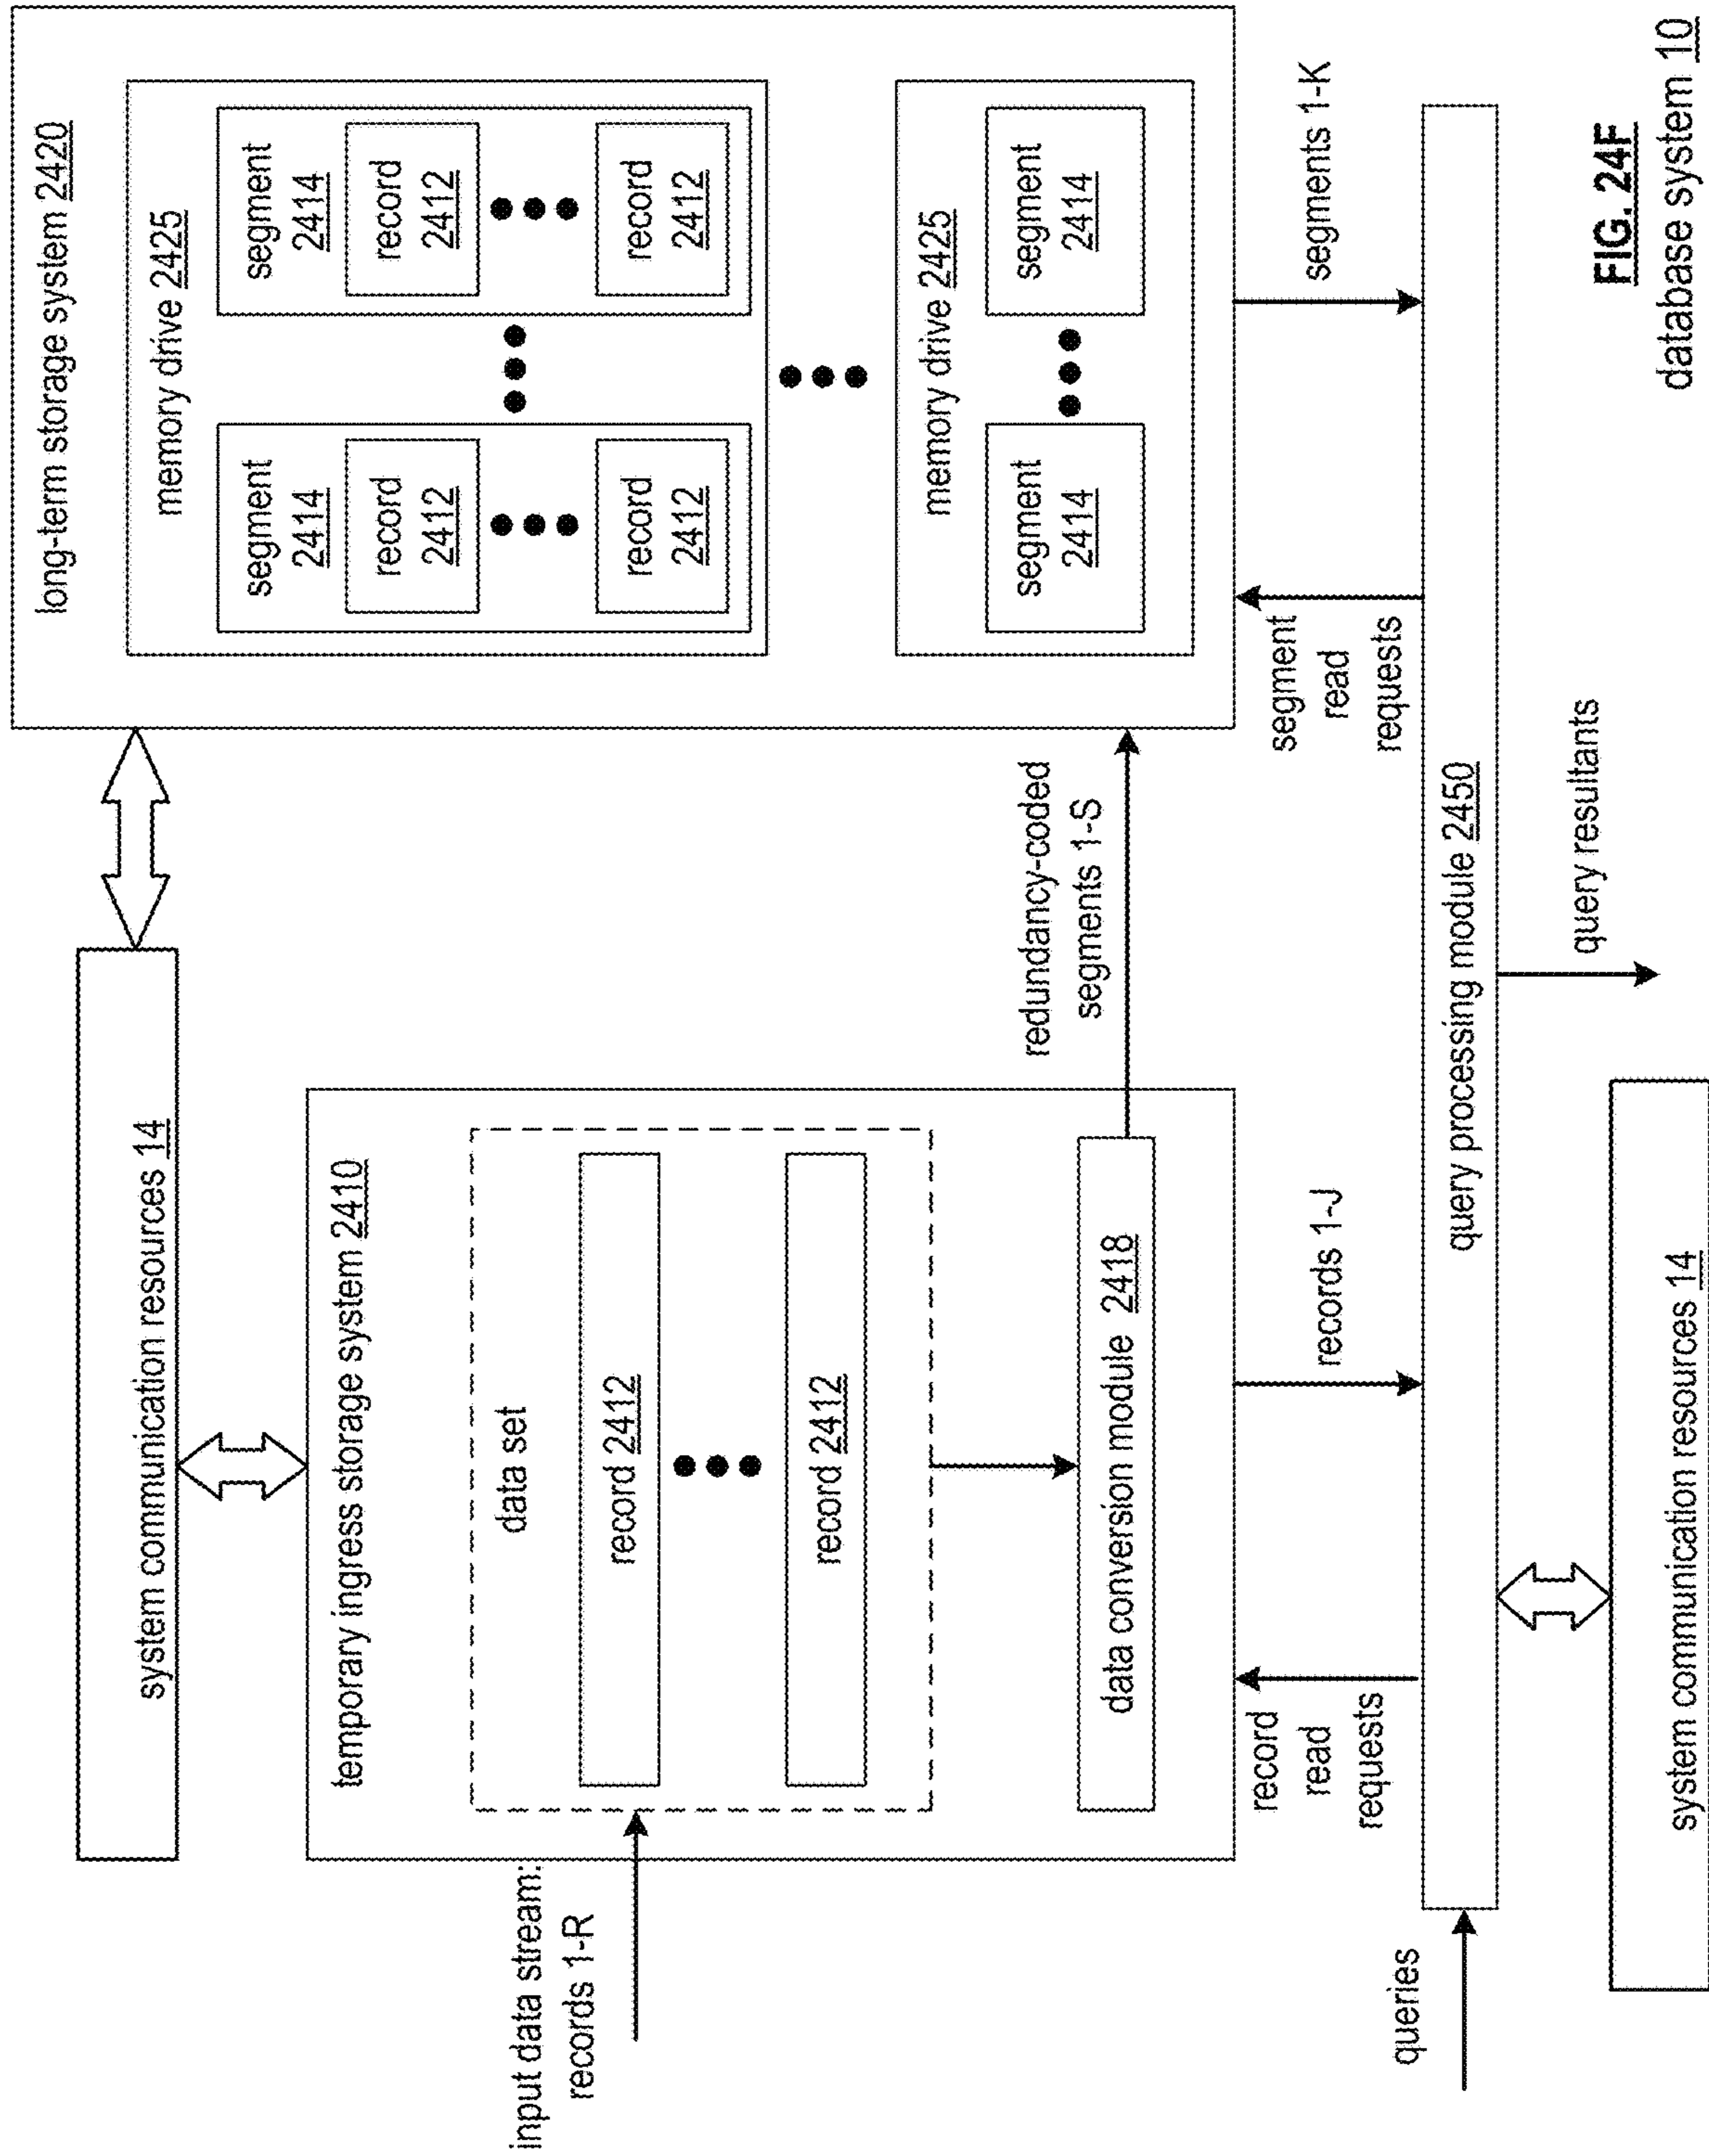 system communication resources 14
long-term storage system 2420
memory drive 2425
segment
2414
record
2412
record
2412
segment
2414
record
2412
record
2412
memory drive 2425
segment
2414
segment
2414
temporary ingress storage system 2410
input data stream:
records 1-R
data set
record 2412
record 2412
data conversion module 2418
redundancy-coded
segments 1-S
record
read
requests
records 1-J
segment
read
requests
segments 1-K
queries
query processing module 2450
query resultants
system communication resources 14
FIG. 24F
database system 10